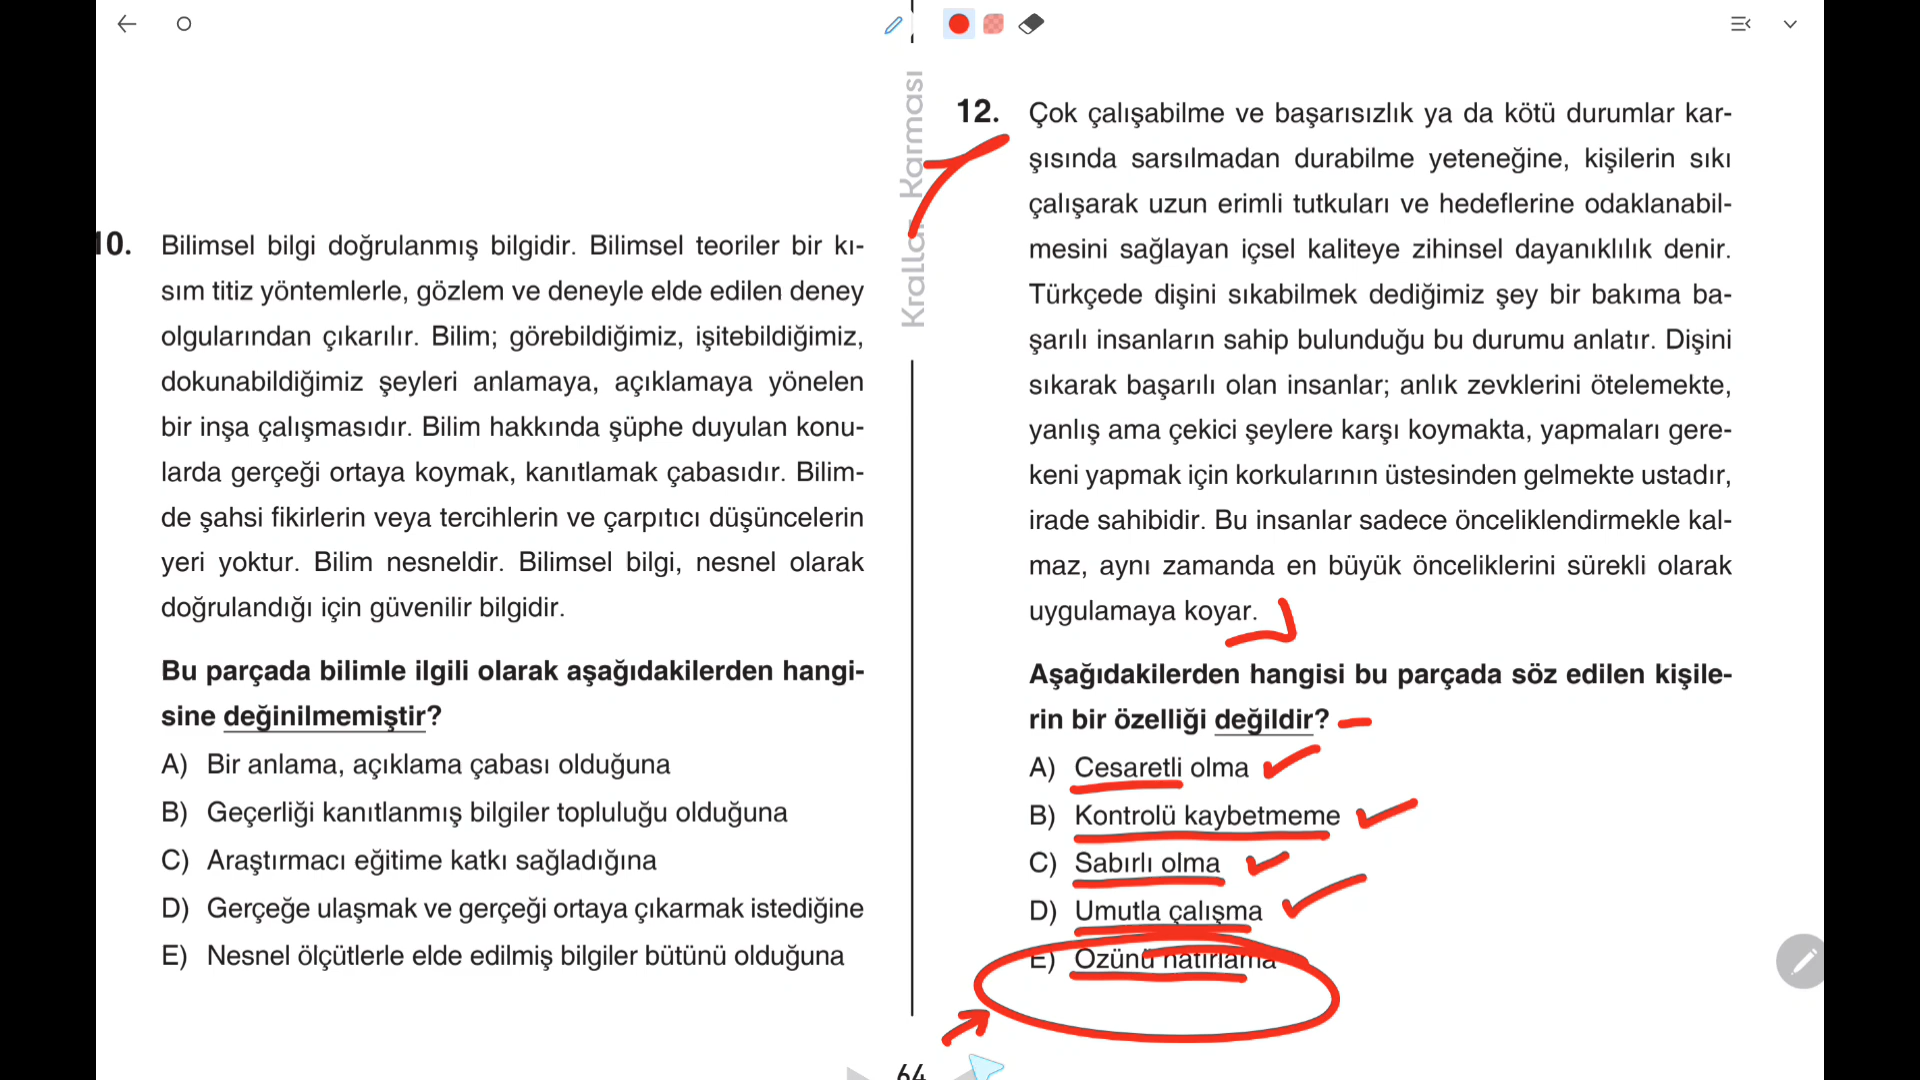 10. Bilimsel bilgi doğrulanmış bilgidir. Bilimsel teoriler bir kı-
sım titiz yöntemlerle, gözlem ve deneyle elde edilen deney
olgularından çıkarılır. Bilim; görebildiğimiz, işitebildiğimiz,
dokunabildiğimiz şeyleri anlamaya, açıklamaya yönelen
bir inşa çalışmasıdır. Bilim hakkında şüphe duyulan konu-
larda gerçeği ortaya koymak, kanıtlamak çabasıdır. Bilim-
de şahsi fikirlerin veya tercihlerin ve çarpıtıcı düşüncelerin
yeri yoktur. Bilim nesneldir. Bilimsel bilgi, nesnel olarak
doğrulandığı için güvenilir bilgidir.
Bu parçada bilimle ilgili olarak aşağıdakilerden hangi-
sine değinilmemiştir?
A) Bir anlama, açıklama çabası olduğuna
B) Geçerliği kanıtlanmış bilgiler topluluğu olduğuna
C) Araştırmacı eğitime katkı sağladığına
D) Gerçeğe ulaşmak ve gerçeği ortaya çıkarmak istediğine
E) Nesnel ölçütlerle elde edilmiş bilgiler bütünü olduğuna
Krallar Karması
12. Çok çalışabilme ve başarısızlık ya da kötü durumlar kar-
şısında sarsılmadan durabilme yeteneğine, kişilerin sıkı
çalışarak uzun erimli tutkuları ve hedeflerine odaklanabil-
mesini sağlayan içsel kaliteye zihinsel dayanıklılık denir.
Türkçede dişini sıkabilmek dediğimiz şey bir bakıma ba-
şarılı insanların sahip bulunduğu bu durumu anlatır. Dişini
sıkarak başarılı olan insanlar; anlık zevklerini ötelemekte,
yanlış ama çekici şeylere karşı koymakta, yapmaları gere-
keni yapmak için korkularının üstesinden gelmekte ustadır,
irade sahibidir. Bu insanlar sadece önceliklendirmekle kal-
maz, aynı zamanda en büyük önceliklerini sürekli olarak
uygulamaya koyar.
Aşağıdakilerden hangisi bu parçada söz edilen kişile-
rin bir özelliği değildir?
A) Cesaretli olma
B) Kontrolü kaybetmeme
C) Sabırlı olma
D) Umutla çalışma
E) Özünü hatırlama
64